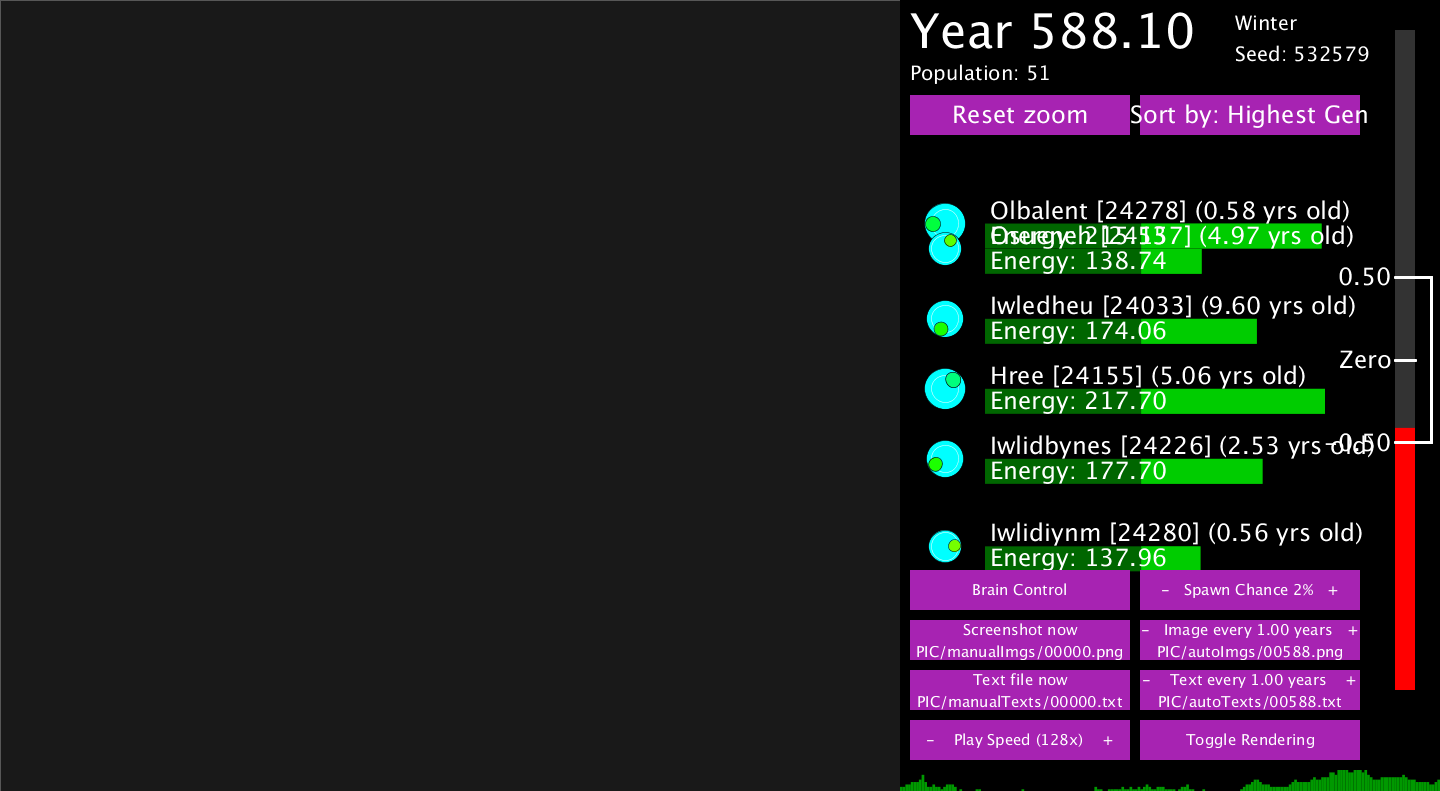 Year 588.10
Winter
Seed: 532579
Population: 51
Reset zoom
Sort by: Highest Gen
Olbalent [24278] (0.58 yrs old)
(4.97 yrs old)
Energy: 138.74
Iwledheu [24033] (9.60 yrs old)
Energy: 174.06
Hree [24155] (5.06 yrs old)
Energy: 217.70
Iwlidbynes [24226] (2.53 yrs old)
Energy: 177.70
Iwlidiynm [24280] (0.56 yrs old)
Energy: 137.96
0.50
Zero
-0.50
Brain Control
- Spawn Chance 2% +
Screenshot now
PIC/manualImgs/00000.png
- Image every 1.00 years +
PIC/autoImgs/00588.png
Text file now
PIC/manualTexts/00000.txt
- Text every 1.00 years +
PIC/autoTexts/00588.txt
- Play Speed (128x) +
Toggle Rendering